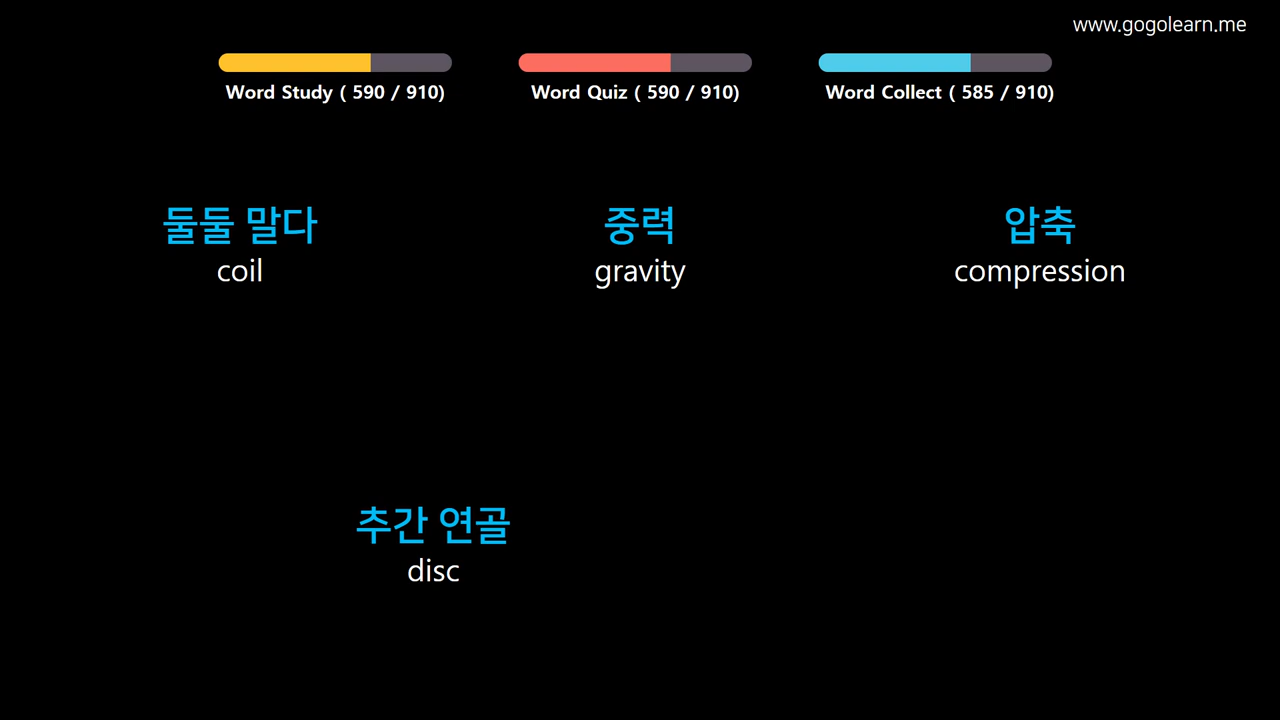 www.gogolearn.me
Word Study ( 590 / 910)
Word Quiz ( 590 / 910)
Word Collect ( 585 / 910)
둘둘 말다
coil
중력
gravity
압축
compression
추간 연골
disc